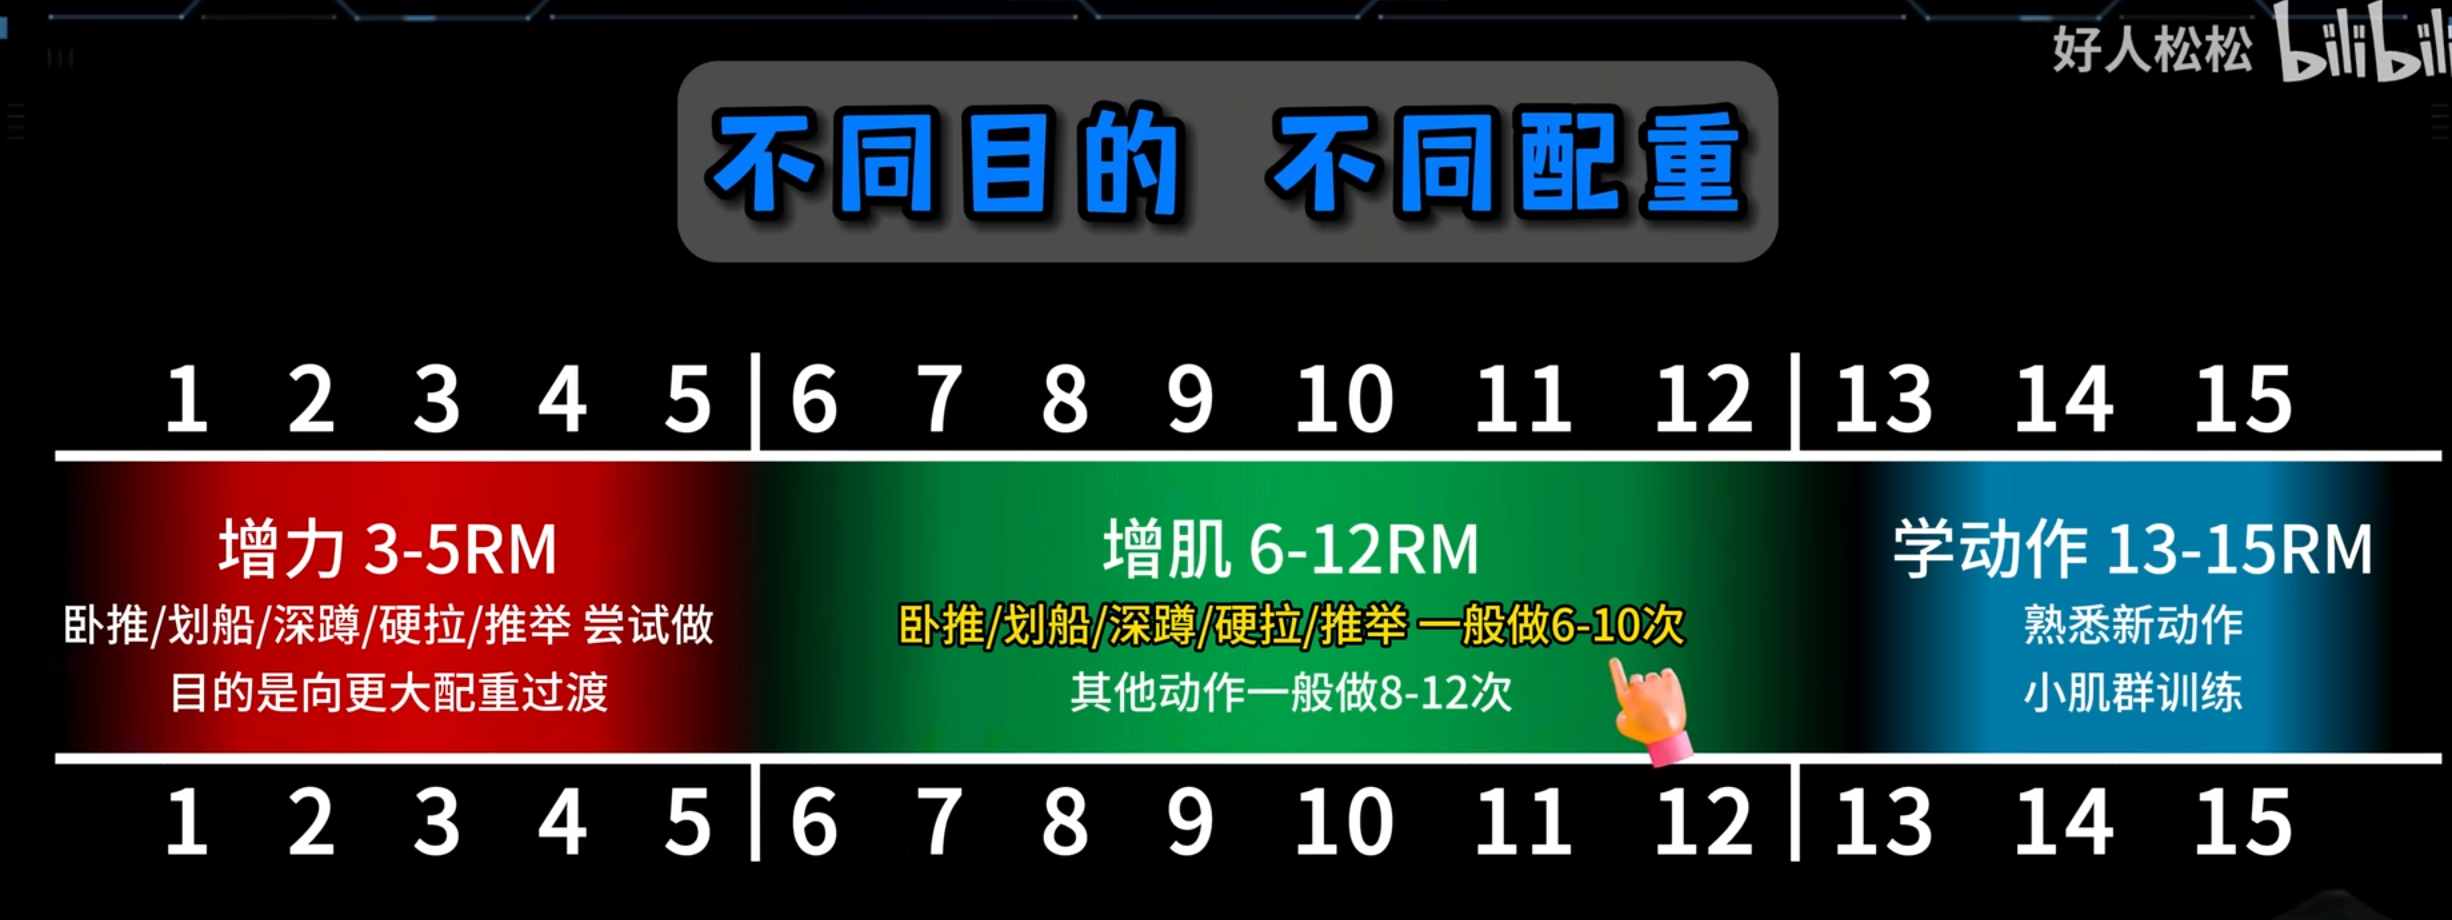 好人松松 bilibili
不同目的 不同配重
1 2 3 4 5 6 7 8 9 10 11 12 13 14 15
增力 3-5RM
卧推/划船/深蹲/硬拉/推举 尝试做
目的是向更大配重过渡
增肌 6-12RM
卧推/划船/深蹲/硬拉/推举 一般做6-10次
其他动作一般做8-12次
学动作 13-15RM
熟悉新动作
小肌群训练
1 2 3 4 5 6 7 8 9 10 11 12 13 14 15